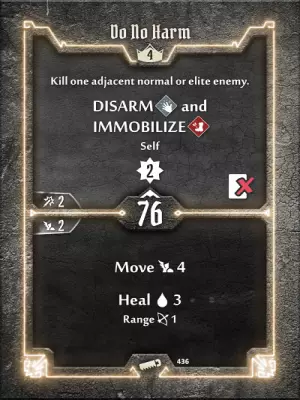 Do No Harm
4
Kill one adjacent normal or elite enemy.
DISARM and
IMMOBILIZE
Self
2
2
76
2
Move 4
Heal 3
Range 1
436